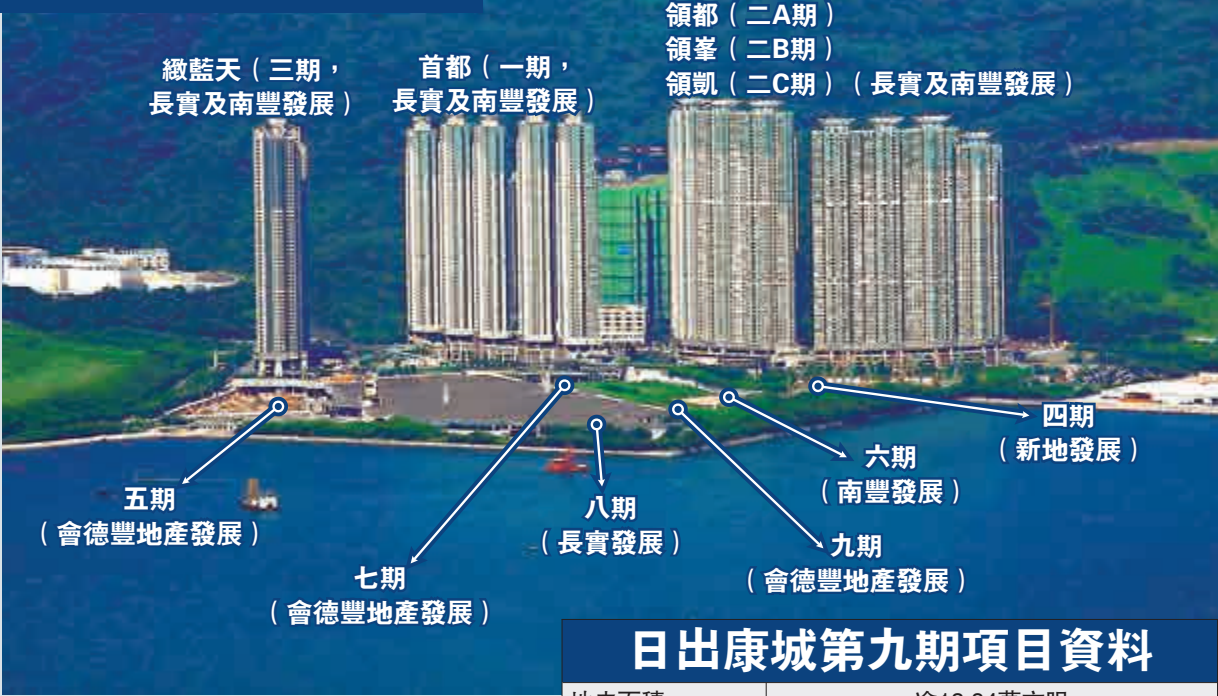 領都（二A期）
領峯（二B期）
領凱（二C期）（長實及南豐發展）
緻藍天（三期，
長實及南豐發展）
首都（一期，
長實及南豐發展）
四期
（新地發展）
六期
（南豐發展）
五期
（會德豐地產發展）
八期
（長實發展）
九期
（會德豐地產發展）
七期
（會德豐地產發展）
日出康城第九期項目資料